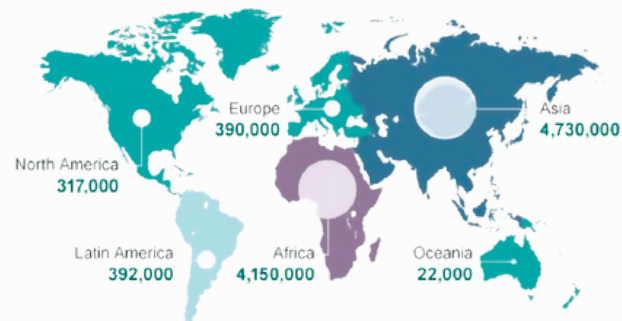 Europe
390,000
Asia
4,730,000
North America
317,000
Latin America
392,000
Africa
4,150,000
Oceania
22,000